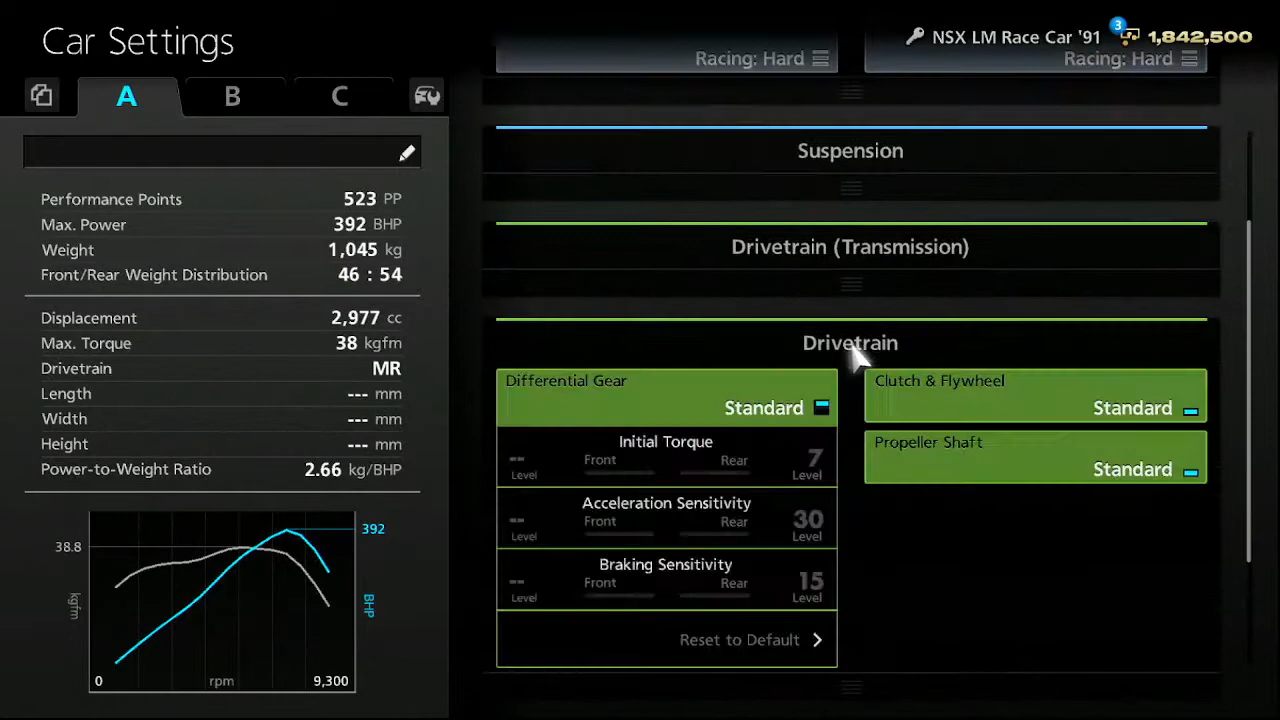 Car Settings
NSX LM Race Car '91
3
1,842,500
A
B
C
Performance Points 523 PP
Max. Power 392 BHP
Weight 1,045 kg
Front/Rear Weight Distribution 46 : 54
Displacement 2,977 cc
Max. Torque 38 kgfm
Drivetrain MR
Length --- mm
Width --- mm
Height --- mm
Power-to-Weight Ratio 2.66 kg/BHP
392
38.8
kgfm
BHP
0 rpm 9,300
Racing: Hard
Racing: Hard
Suspension
Drivetrain (Transmission)
Drivetrain
Differential Gear
Standard
Initial Torque
-- Level Front Rear 7 Level
Acceleration Sensitivity
-- Level Front Rear 30 Level
Braking Sensitivity
-- Level Front Rear 15 Level
Reset to Default
Clutch & Flywheel
Standard
Propeller Shaft
Standard